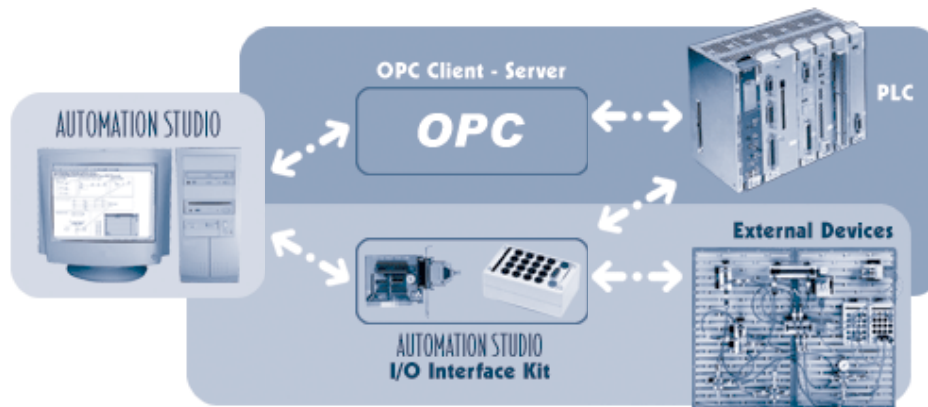 OPC Client - Server
PLC
AUTOMATION STUDIO
OPC
External Devices
AUTOMATION STUDIO
I/O Interface Kit